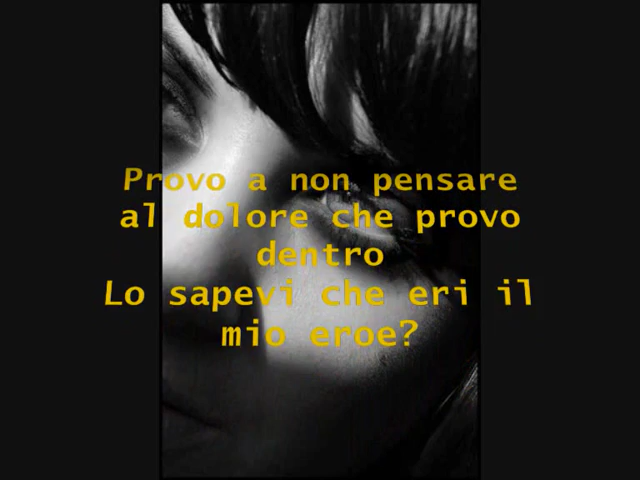 Provo a non pensare
al dolore che provo
dentro
Lo sapevi che eri il
mio eroe?